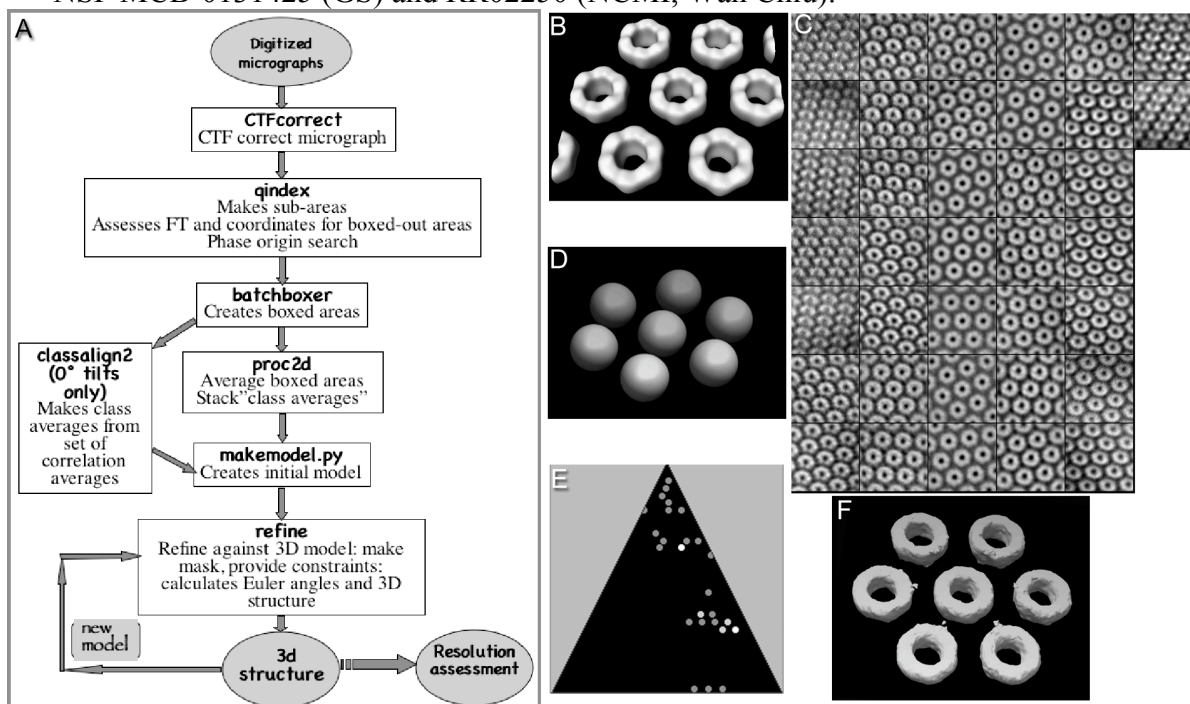 NSF MCB-0131425 (GS) and RR02250 (NCMI, Wah Chiu).
A
Digitized
micrographs
CTFcorrect
CTF correct micrograph
qindex
Makes sub-areas
Assesses FT and coordinates for boxed-out areas
Phase origin search
batchboxer
Creates boxed areas
classalign2
(0° tilts
only)
Makes class
averages from
set of
correlation
averages
proc2d
Average boxed areas
Stack"class averages"
makemodel.py
Creates initial model
refine
Refine against 3D model: make
mask, provide constraints:
calculates Euler angles and 3D
structure
new
model
3d
structure
Resolution
assessment
B
C
D
E
F